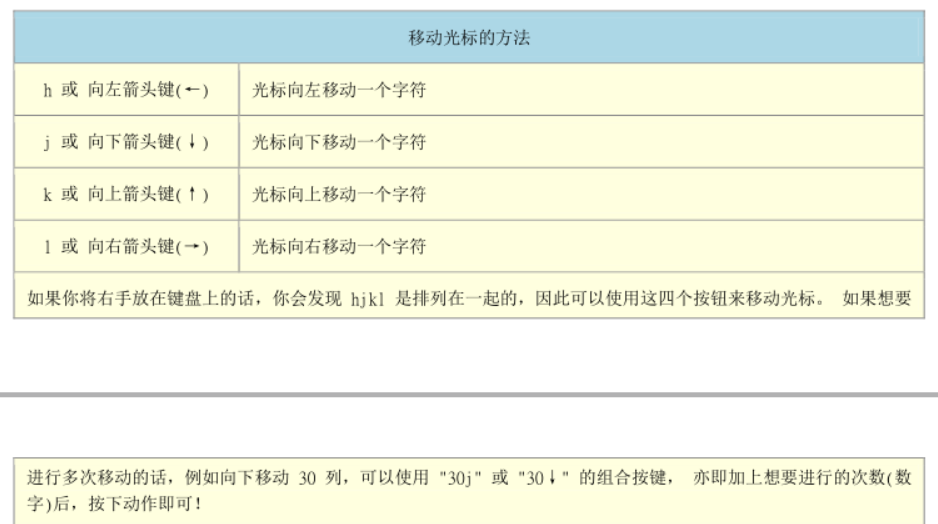 移动光标的方法
h 或 向左箭头键(←) 光标向左移动一个字符
j 或 向下箭头键(↓) 光标向下移动一个字符
k 或 向上箭头键(↑) 光标向上移动一个字符
l 或 向右箭头键(→) 光标向右移动一个字符
如果你将右手放在键盘上的话，你会发现 hjkl 是排列在一起的，因此可以使用这四个按钮来移动光标。 如果想要
进行多次移动的话，例如向下移动 30 列，可以使用 "30j" 或 "30↓" 的组合按键， 亦即加上想要进行的次数(数
字)后，按下动作即可！